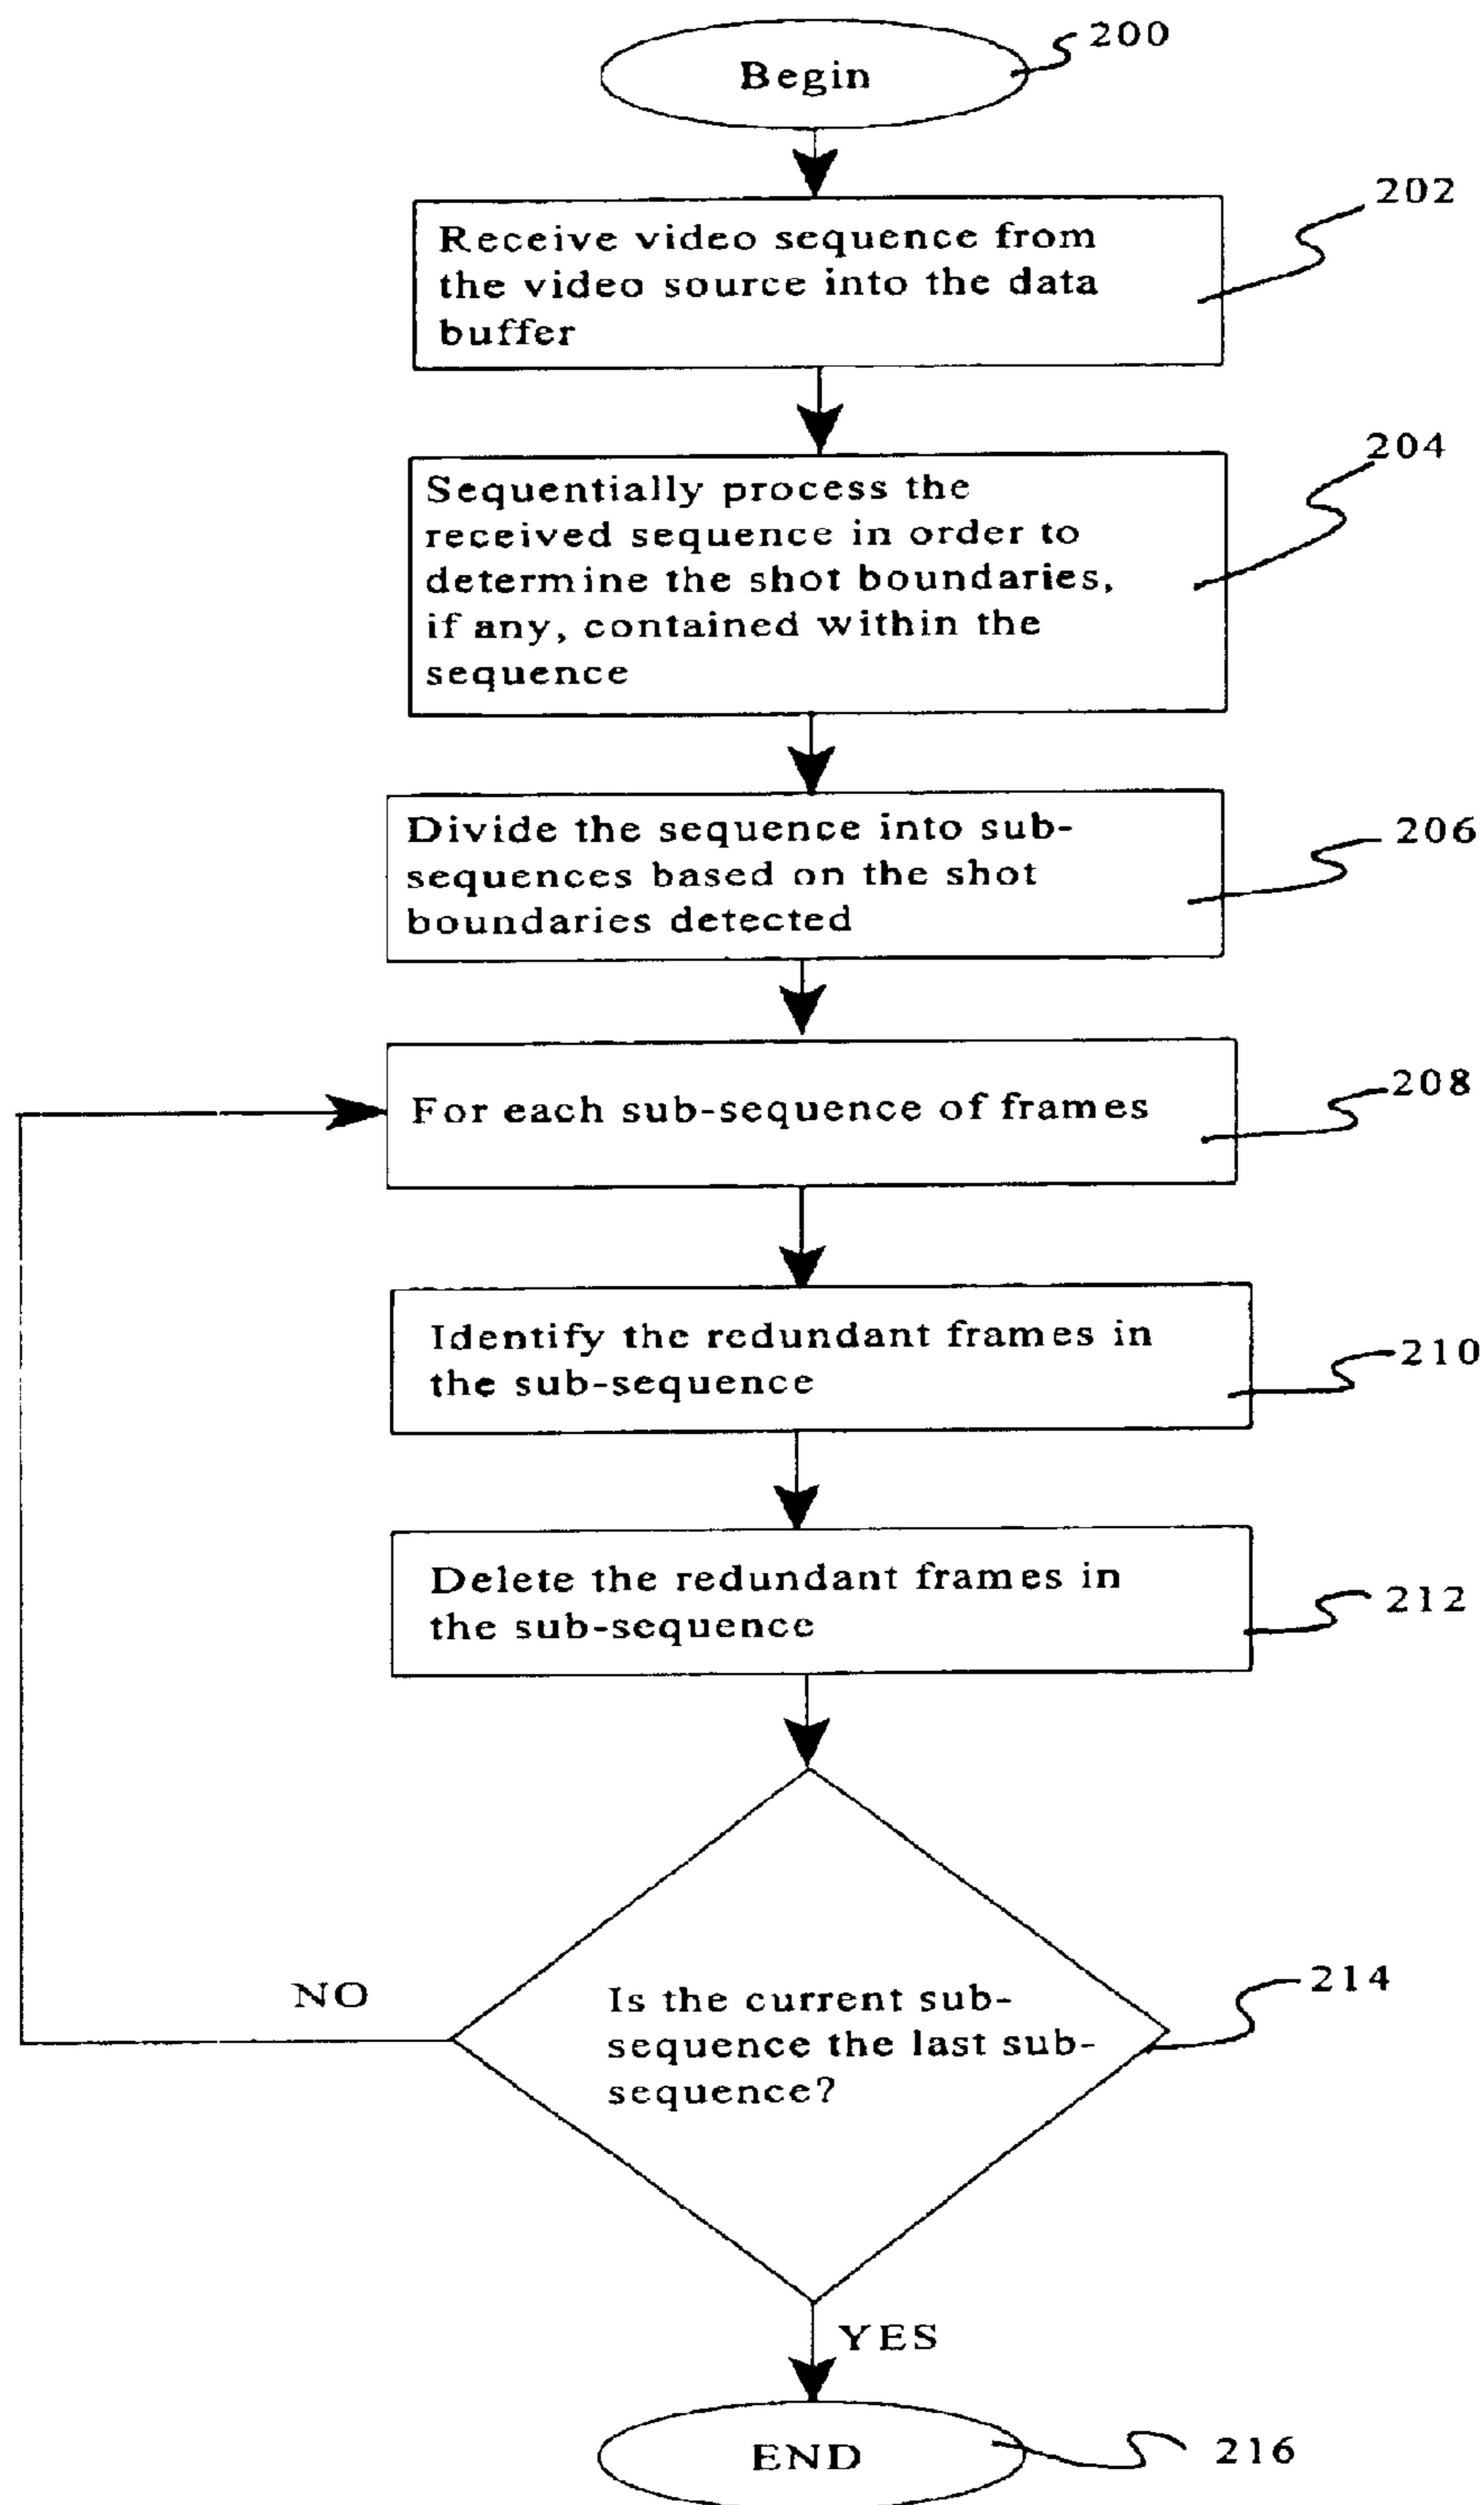 Begin
200
Receive video sequence from
the video source into the data
buffer
202
Sequentially process the
received sequence in order to
determine the shot boundaries,
if any, contained within the
sequence
204
Divide the sequence into sub-
sequences based on the shot
boundaries detected
206
For each sub-sequence of frames
208
Identify the redundant frames in
the sub-sequence
210
Delete the redundant frames in
the sub-sequence
212
Is the current sub-
sequence the last sub-
sequence?
214
NO
YES
END
216